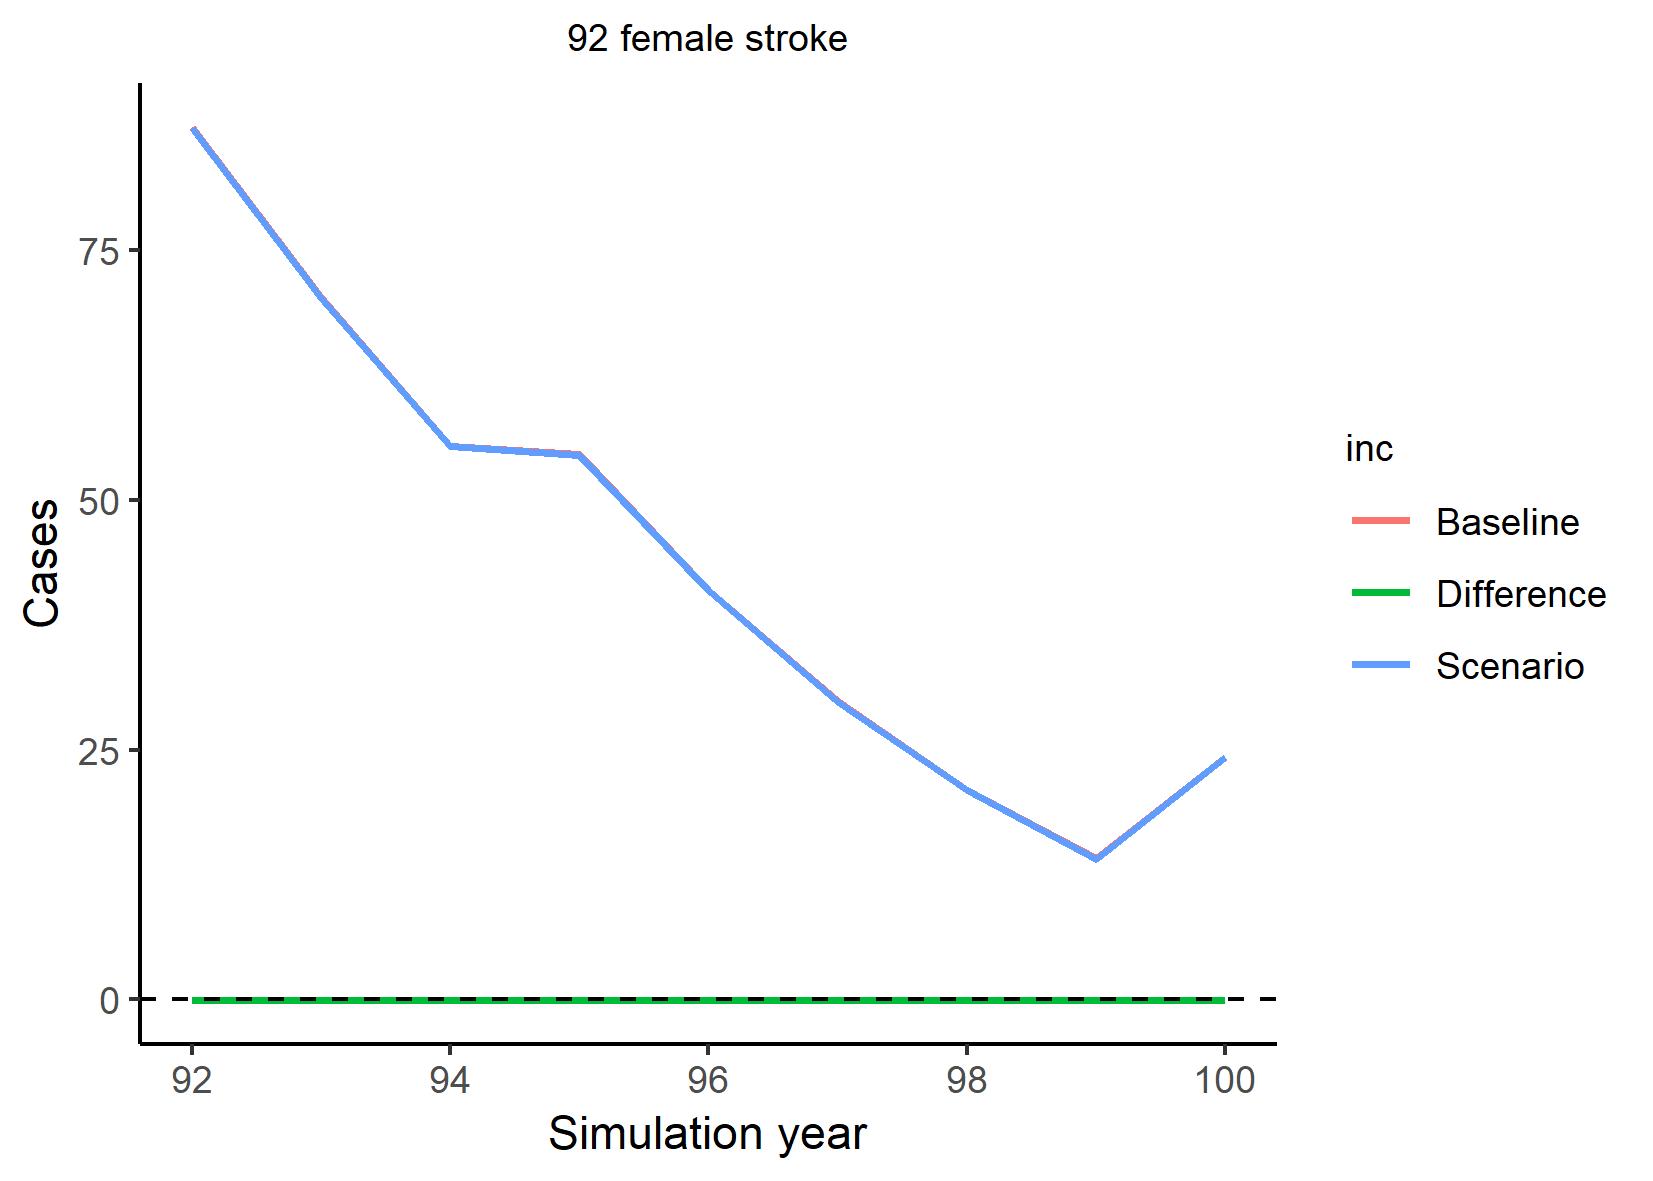 92 female stroke
75
50
25
0
Cases
92 94 96 98 100
Simulation year
inc
Baseline
Difference
Scenario